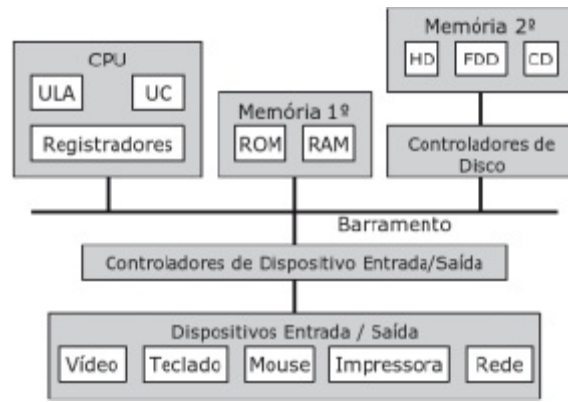 CPU
ULA UC
Registradores
Memória 1º
ROM RAM
Memória 2º
HD FDD CD
Controladores de
Disco
Barramento
Controladores de Dispositivo Entrada/Saída
Dispositivos Entrada / Saída
Vídeo Teclado Mouse Impressora Rede